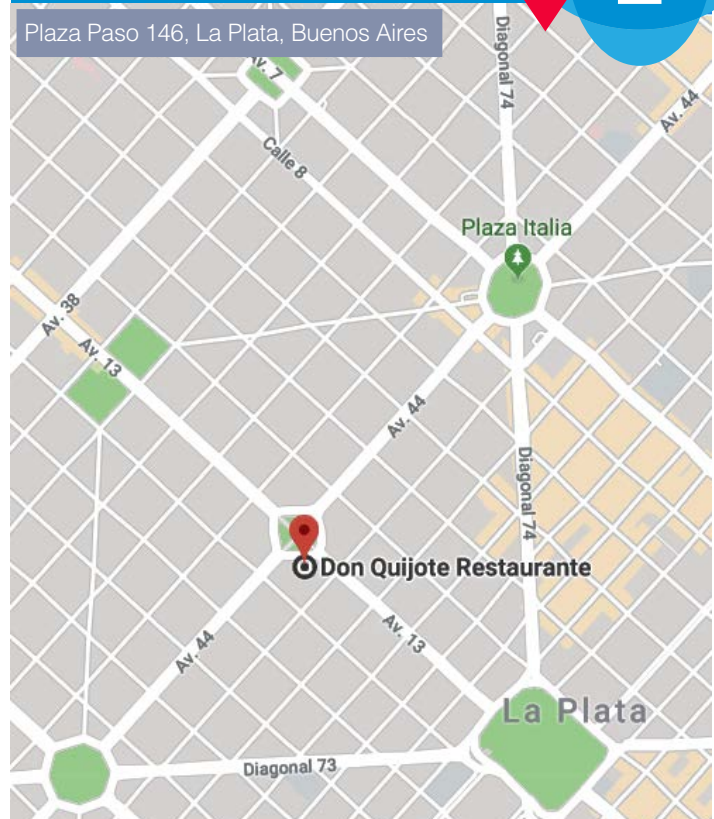 Plaza Paso 146, La Plata, Buenos Aires
Av. 7
Diagonal 74
Av. 44
Calle 8
Plaza Italia
Av. 38
Av. 13
Av. 44
Diagonal 74
Don Quijote Restaurante
Av. 13
Av. 44
La Plata
Diagonal 73